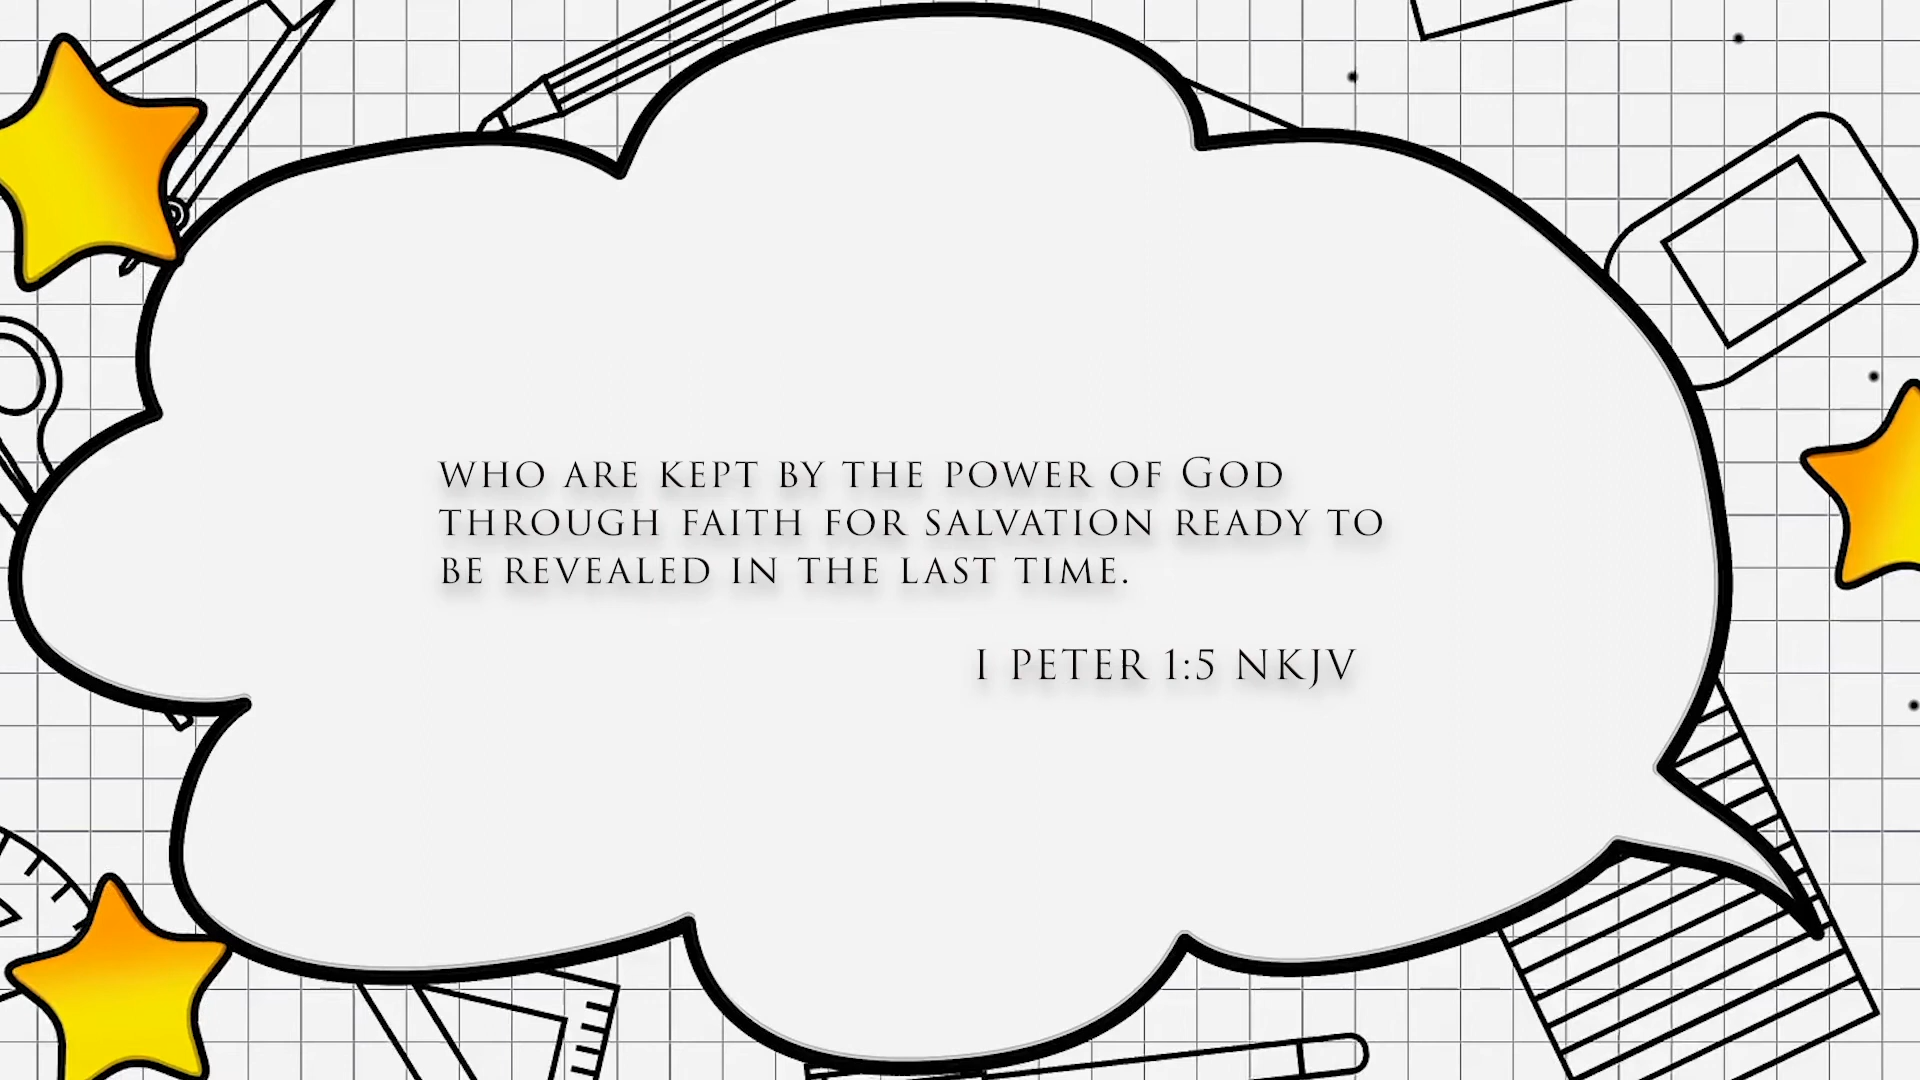 who are kept by the power of God
through faith for salvation ready to
be revealed in the last time.
I PETER 1:5 NKJV